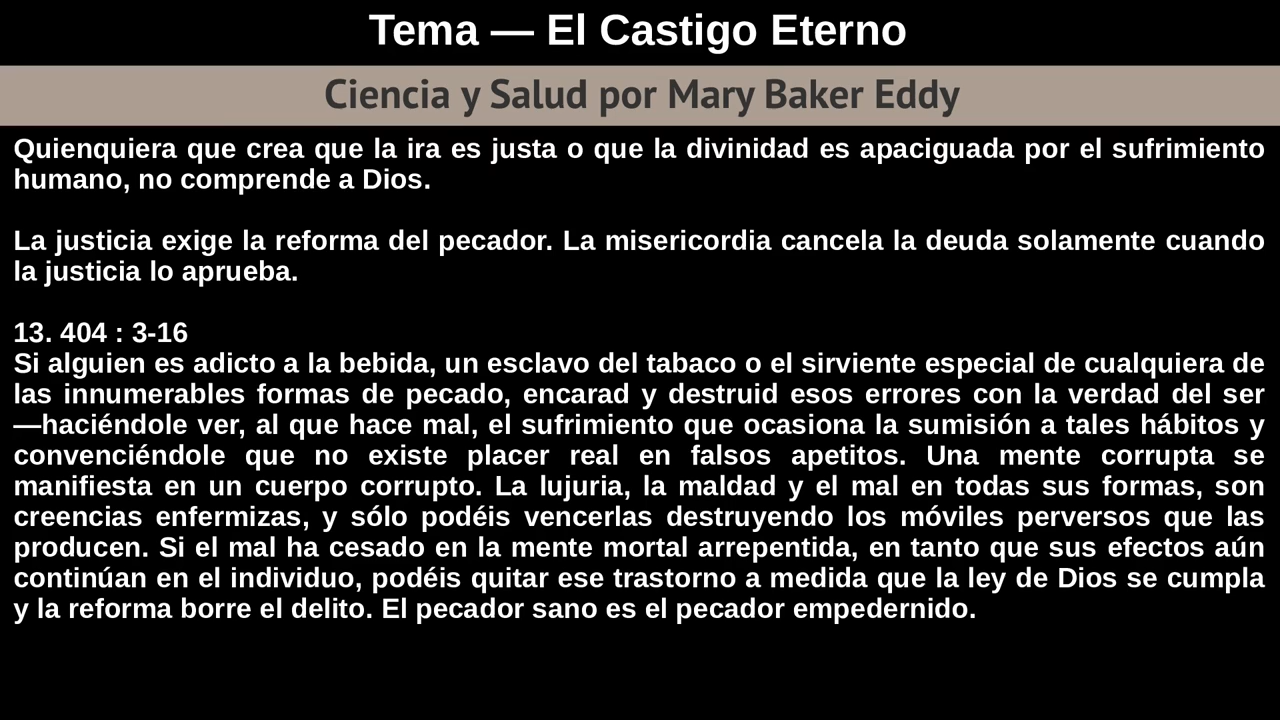 Tema — El Castigo Eterno
Ciencia y Salud por Mary Baker Eddy
Quienquiera que crea que la ira es justa o que la divinidad es apaciguada por el sufrimiento
humano, no comprende a Dios.
La justicia exige la reforma del pecador. La misericordia cancela la deuda solamente cuando
la justicia lo aprueba.
13. 404 : 3-16
Si alguien es adicto a la bebida, un esclavo del tabaco o el sirviente especial de cualquiera de
las innumerables formas de pecado, encarad y destruid esos errores con la verdad del ser
—haciéndole ver, al que hace mal, el sufrimiento que ocasiona la sumisión a tales hábitos y
convenciéndole que no existe placer real en falsos apetitos. Una mente corrupta se
manifiesta en un cuerpo corrupto. La lujuria, la maldad y el mal en todas sus formas, son
creencias enfermizas, y sólo podéis vencerlas destruyendo los móviles perversos que las
producen. Si el mal ha cesado en la mente mortal arrepentida, en tanto que sus efectos aún
continúan en el individuo, podéis quitar ese trastorno a medida que la ley de Dios se cumpla
y la reforma borre el delito. El pecador sano es el pecador empedernido.